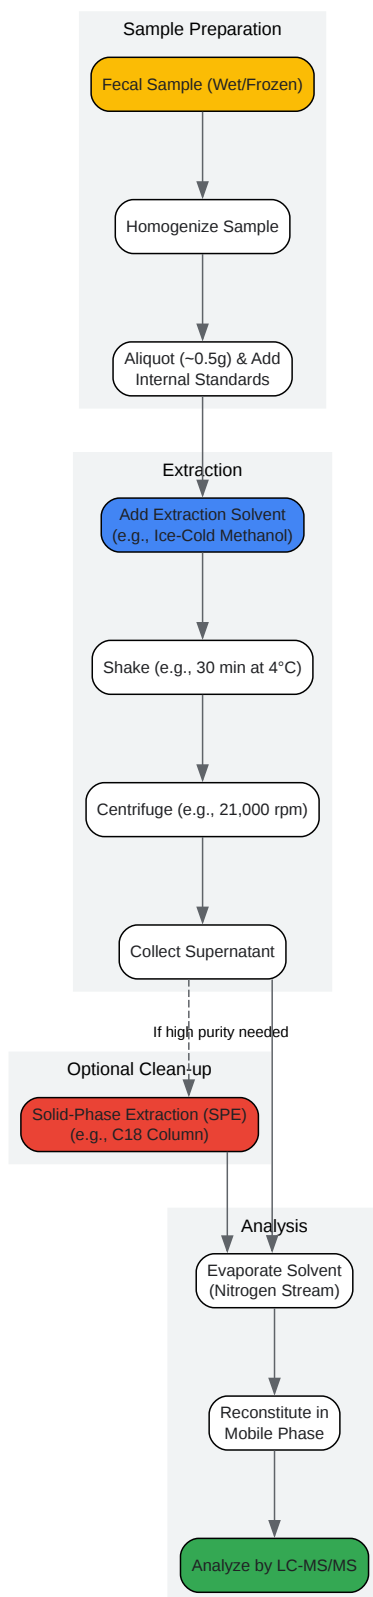 Sample Preparation
Fecal Sample (Wet/Frozen)
Homogenize Sample
Aliquot (~0.5g) & Add
Internal Standards
Extraction
Add Extraction Solvent
(e.g., Ice-Cold Methanol)
Shake (e.g., 30 min at 4°C)
Centrifuge (e.g., 21,000 rpm)
Collect Supernatant
If high purity needed
Optional Clean-up
Solid-Phase Extraction (SPE)
(e.g., C18 Column)
Analysis
Evaporate Solvent
(Nitrogen Stream)
Reconstitute in
Mobile Phase
Analyze by LC-MS/MS